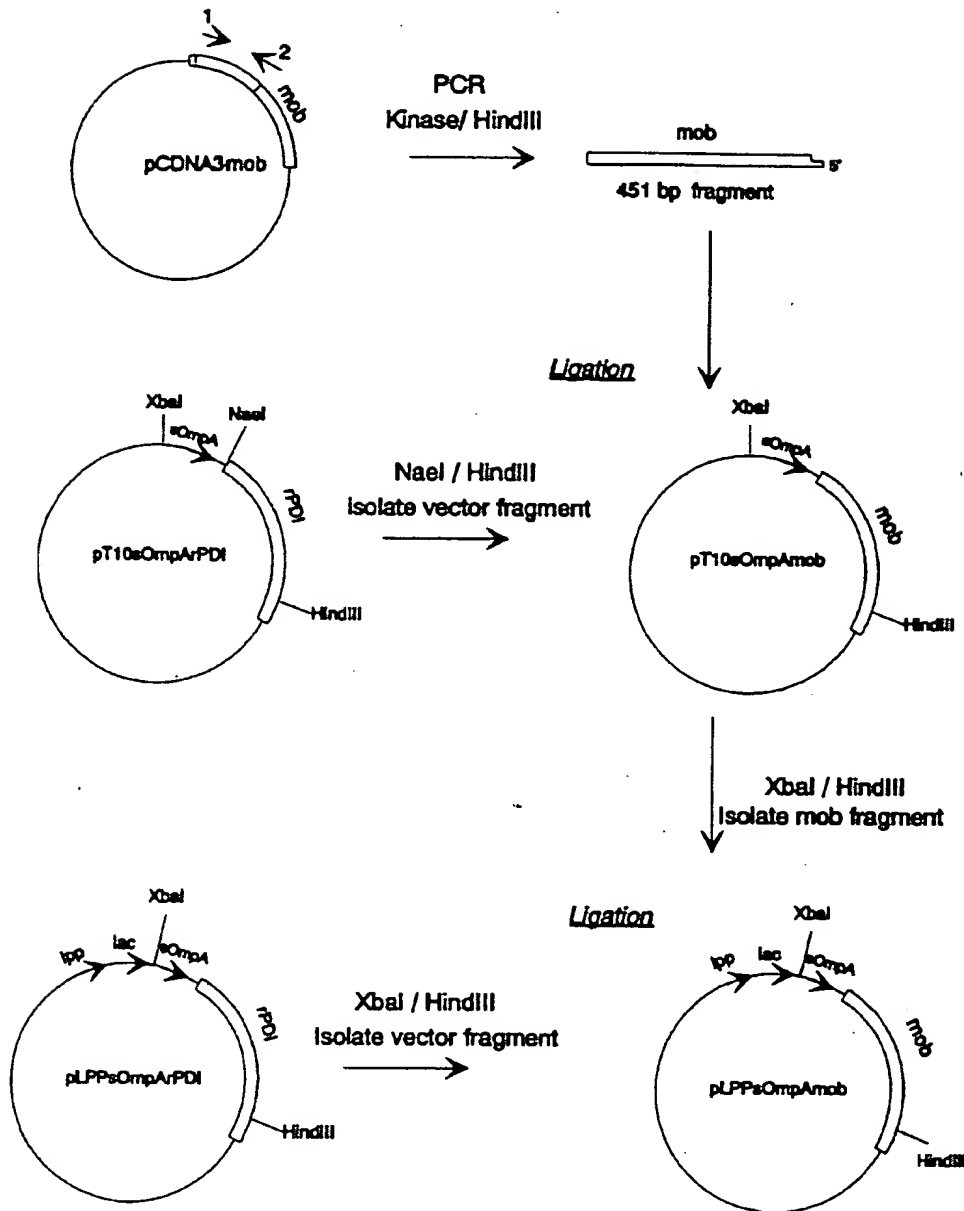 1
2
mob
pCDNA3-mob
PCR
Kinase/ HindIII
mob
5'
451 bp fragment
Ligation
XbaI
sOmpA
NaeI
rPDI
pT10sOmpArPDI
HindIII
NaeI / HindIII
Isolate vector fragment
XbaI
sOmpA
mob
pT10sOmpAmob
HindIII
XbaI / HindIII
Isolate mob fragment
Ligation
XbaI
lpp
lac
sOmpA
rPDI
pLPPsOmpArPDI
HindIII
XbaI / HindIII
Isolate vector fragment
XbaI
lpp
lac
sOmpA
mob
pLPPsOmpAmob
HindIII